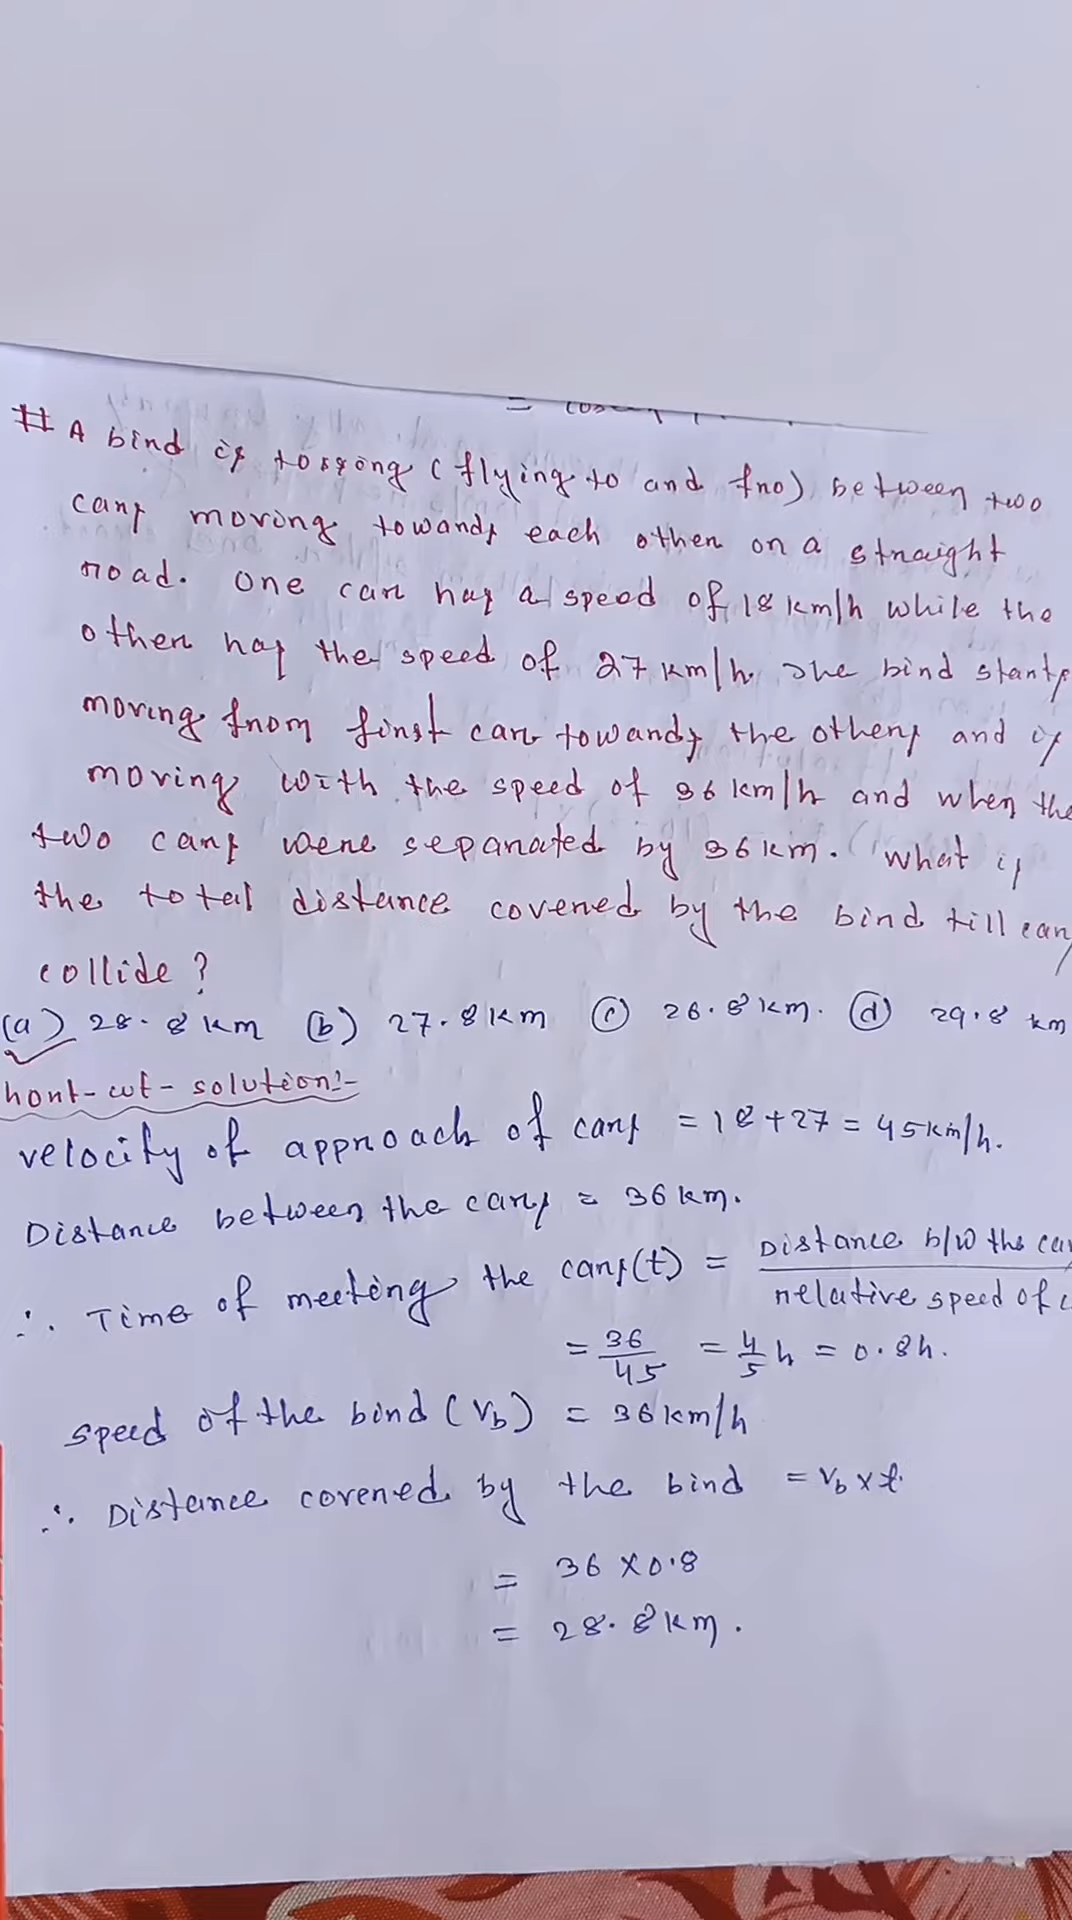 # A bird is tossing (flying to and fro) between two
cars moving towards each other on a straight
road. One car has a speed of 18 km/h while the
other has the speed of 27 km/h. The bird starts
moving from first car towards the others and is
moving with the speed of 36 km/h and when the
two cars were separated by 36 km. What is
the total distance covered by the bird till car
collide?
(a) 28.8 km (b) 27.8 km (c) 26.8 km. (d) 29.8 km
hort-cut-solution:-
velocity of approach of cars = 18 + 27 = 45 km/h.
Distance between the cars = 36 km.
∴ Time of meeting the cars (t) = Distance b/w the car / relative speed of
= 36/45 = 4/5 h = 0.8h.
speed of the bird (Vb) = 36 km/h
∴ Distance covered by the bird = Vb × t.
= 36 × 0.8
= 28.8 km.